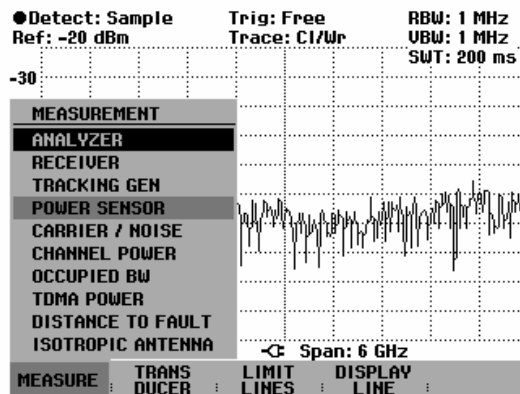 Detect: Sample Trig: Free RBW: 1 MHz
Ref: -20 dBm Trace: Cl/Wr VBW: 1 MHz
SWT: 200 ms
-30
MEASUREMENT
ANALYZER
RECEIVER
TRACKING GEN
POWER SENSOR
CARRIER / NOISE
CHANNEL POWER
OCCUPIED BW
TDMA POWER
DISTANCE TO FAULT
ISOTROPIC ANTENNA
Span: 6 GHz
MEASURE TRANS LIMIT DISPLAY
DUCER LINES LINE